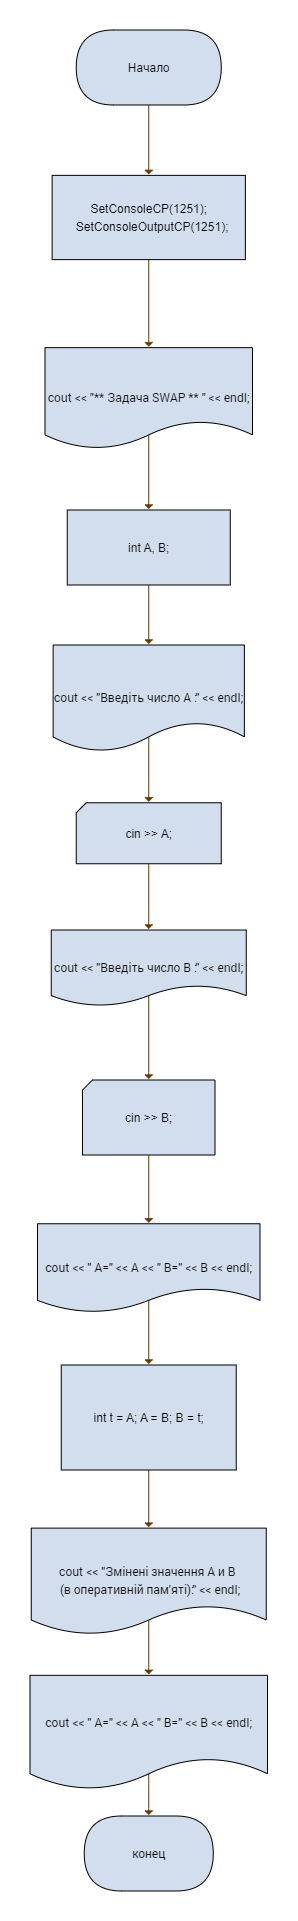 Начало
SetConsoleCP(1251);
SetConsoleOutputCP(1251);
cout << "** Задача SWAP ** " << endl;
int A, B;
cout << "Введіть число A :" << endl;
cin >> A;
cout << "Введіть число B :" << endl;
cin >> B;
cout << " A=" << A << " B=" << B << endl;
int t = A; A = B; B = t;
cout << "Змінені значення A и B
(в оперативній пам'яті):" << endl;
cout << " A=" << A << " B=" << B << endl;
конец